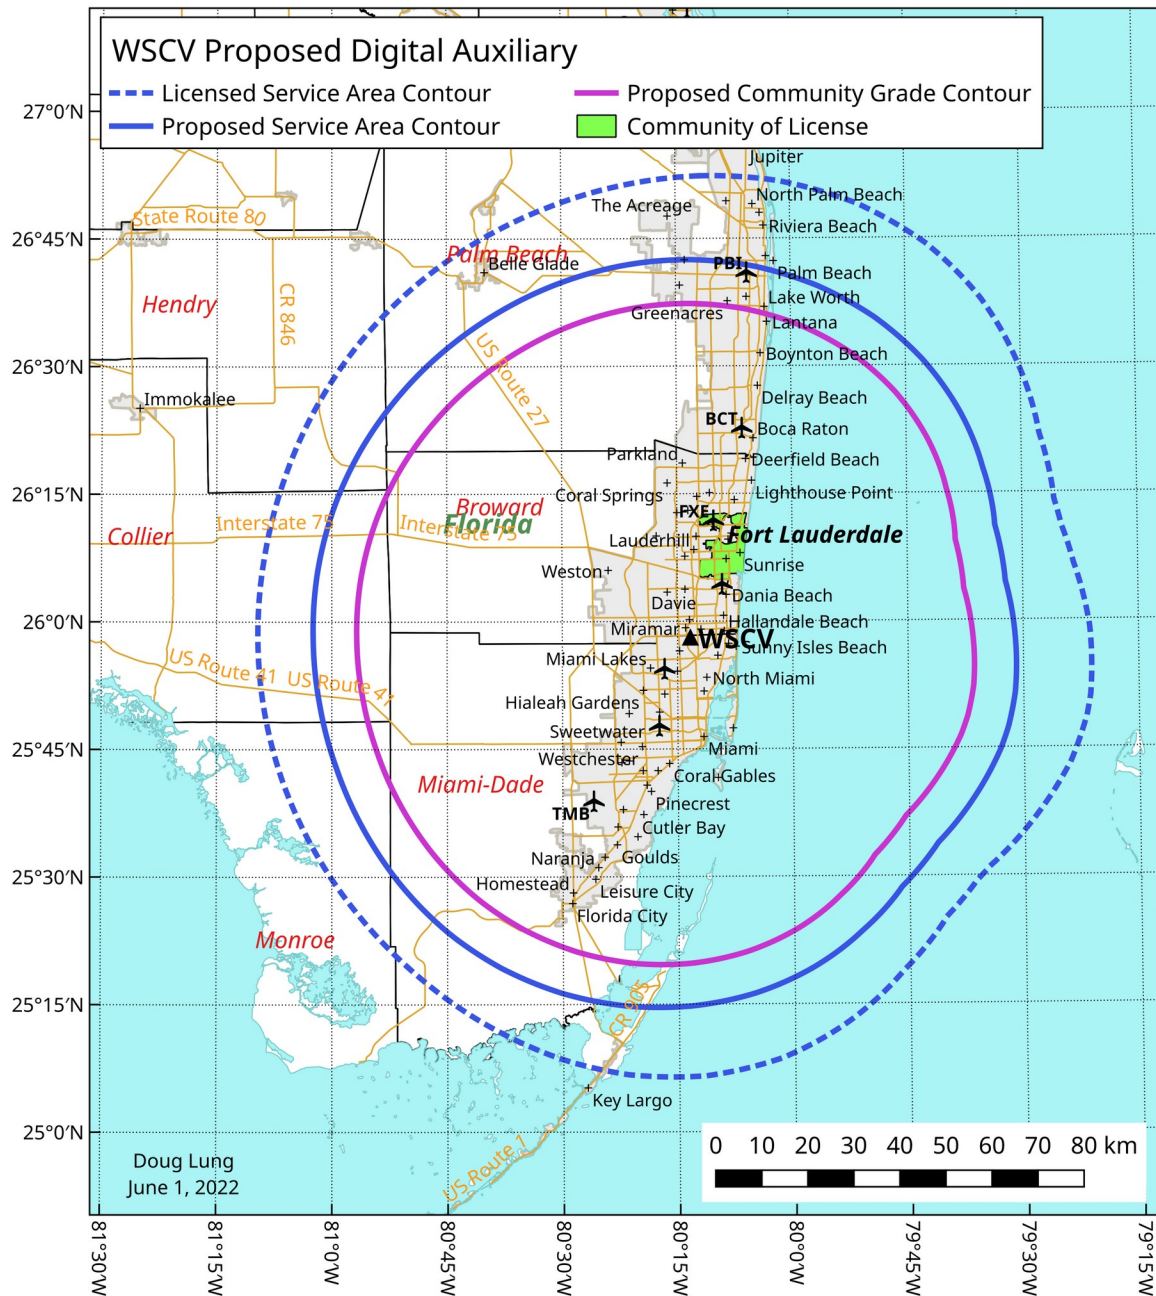 WSCV Proposed Digital Auxiliary
Licensed Service Area Contour
Proposed Community Grade Contour
Proposed Service Area Contour
Community of License
27°0'N
Jupiter
North Palm Beach
The Acreage
State Route 80
Riviera Beach
26°45'N
Palm Beach
Belle Glade
PBI
Palm Beach
Hendry
CR 846
Lake Worth
Greenacres
Lantana
US Route 27
Boynton Beach
26°30'N
Immokalee
Delray Beach
BCT
Boca Raton
Parkland
Deerfield Beach
26°15'N
Coral Springs
Lighthouse Point
Broward
FXE
Interstate 75
Florida
Interstate 75
Collier
Lauderhill
Fort Lauderdale
Weston
Sunrise
Davie
Dania Beach
26°0'N
Miramar
Hallandale Beach
WSCV
Sunny Isles Beach
US Route 41
US Route 41
Miami Lakes
North Miami
Hialeah Gardens
Sweetwater
25°45'N
Miami
Westchester
Coral Gables
Miami-Dade
TMB
Pinecrest
Cutler Bay
Naranja
Goulds
25°30'N
Homestead
Leisure City
Florida City
Monroe
25°15'N
CR 905
Key Largo
25°0'N
US Route 1
Doug Lung
June 1, 2022
0 10 20 30 40 50 60 70 80 km
81°15'W
81°0'W
80°45'W
80°30'W
80°15'W
80°0'W
79°45'W
79°30'W
79°15'W